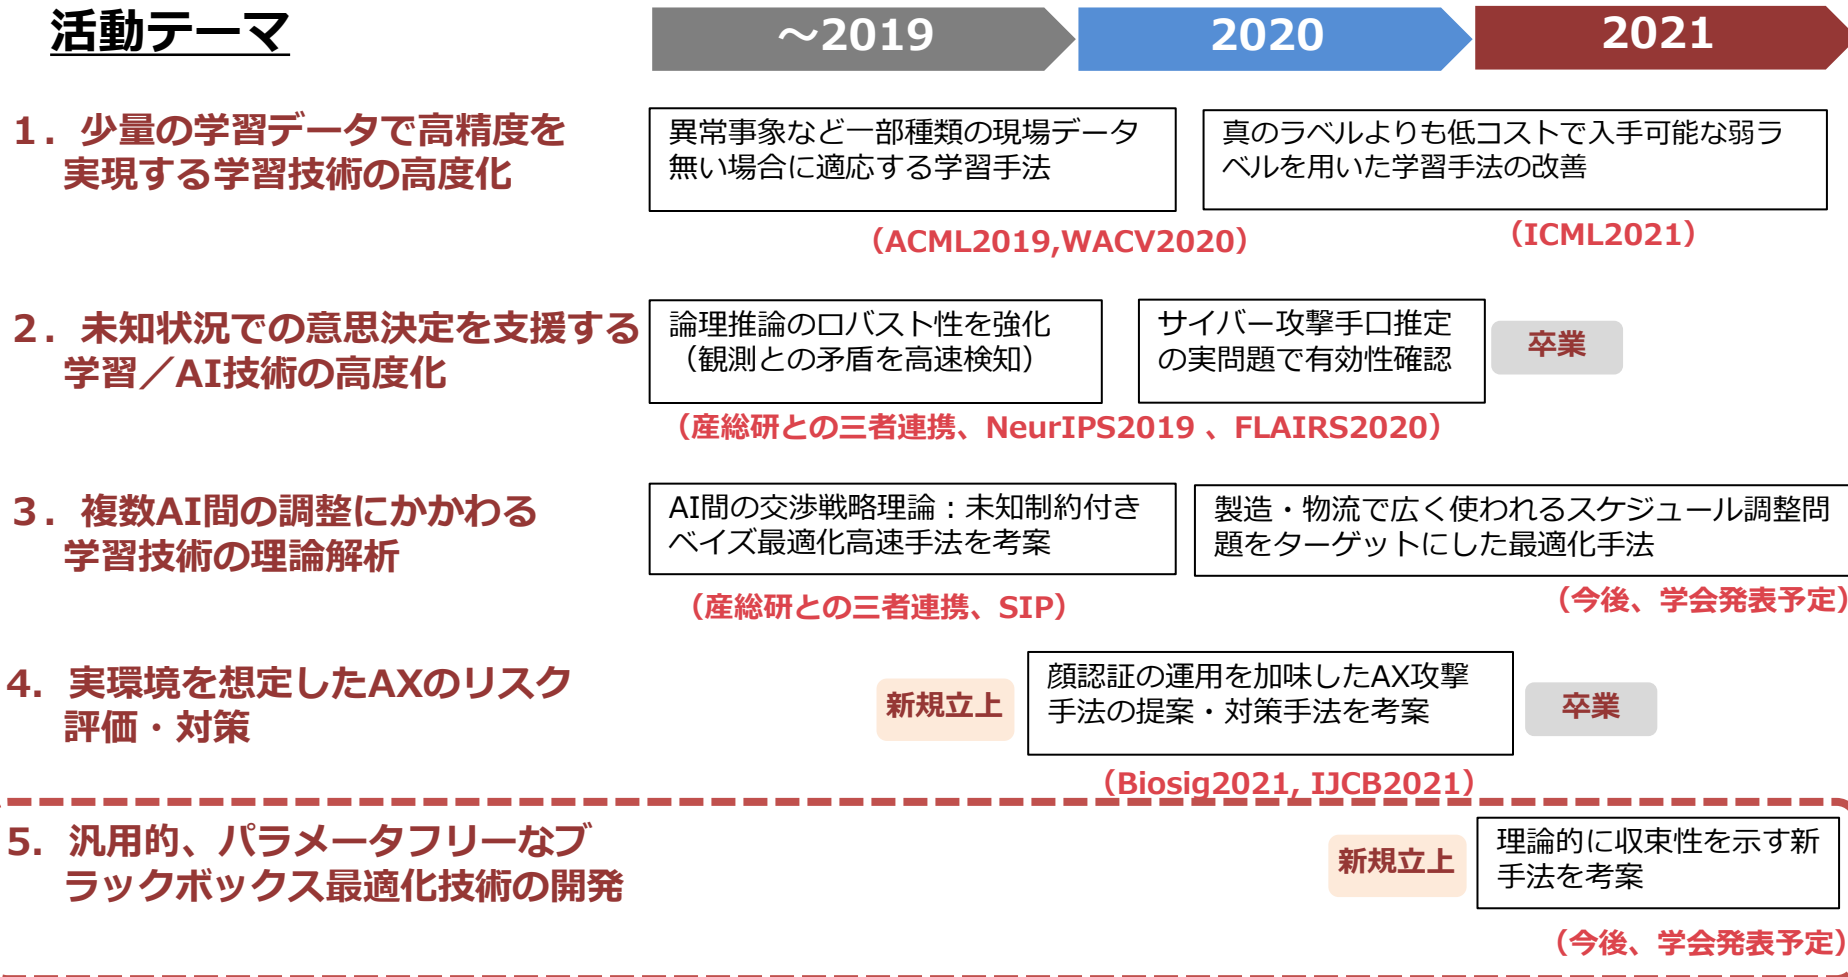 活動テーマ
～2019
2020
2021
1．少量の学習データで高精度を
実現する学習技術の高度化
異常事象など一部種類の現場データ
無い場合に適応する学習手法
真のラベルよりも低コストで入手可能な弱ラ
ベルを用いた学習手法の改善
（ACML2019,WACV2020）
（ICML2021）
2．未知状況での意思決定を支援する
学習／AI技術の高度化
論理推論のロバスト性を強化
（観測との矛盾を高速検知）
サイバー攻撃手口推定
の実問題で有効性確認
卒業
（産総研との三者連携、NeurIPS2019 、FLAIRS2020）
3．複数AI間の調整にかかわる
学習技術の理論解析
AI間の交渉戦略理論：未知制約付き
ベイズ最適化高速手法を考案
製造・物流で広く使われるスケジュール調整問
題をターゲットにした最適化手法
（産総研との三者連携、SIP）
（今後、学会発表予定）
4. 実環境を想定したAXのリスク
評価・対策
新規立上
顔認証の運用を加味したAX攻撃
手法の提案・対策手法を考案
卒業
（Biosig2021, IJCB2021）
5. 汎用的、パラメータフリーなブ
ラックボックス最適化技術の開発
新規立上
理論的に収束性を示す新
手法を考案
（今後、学会発表予定）